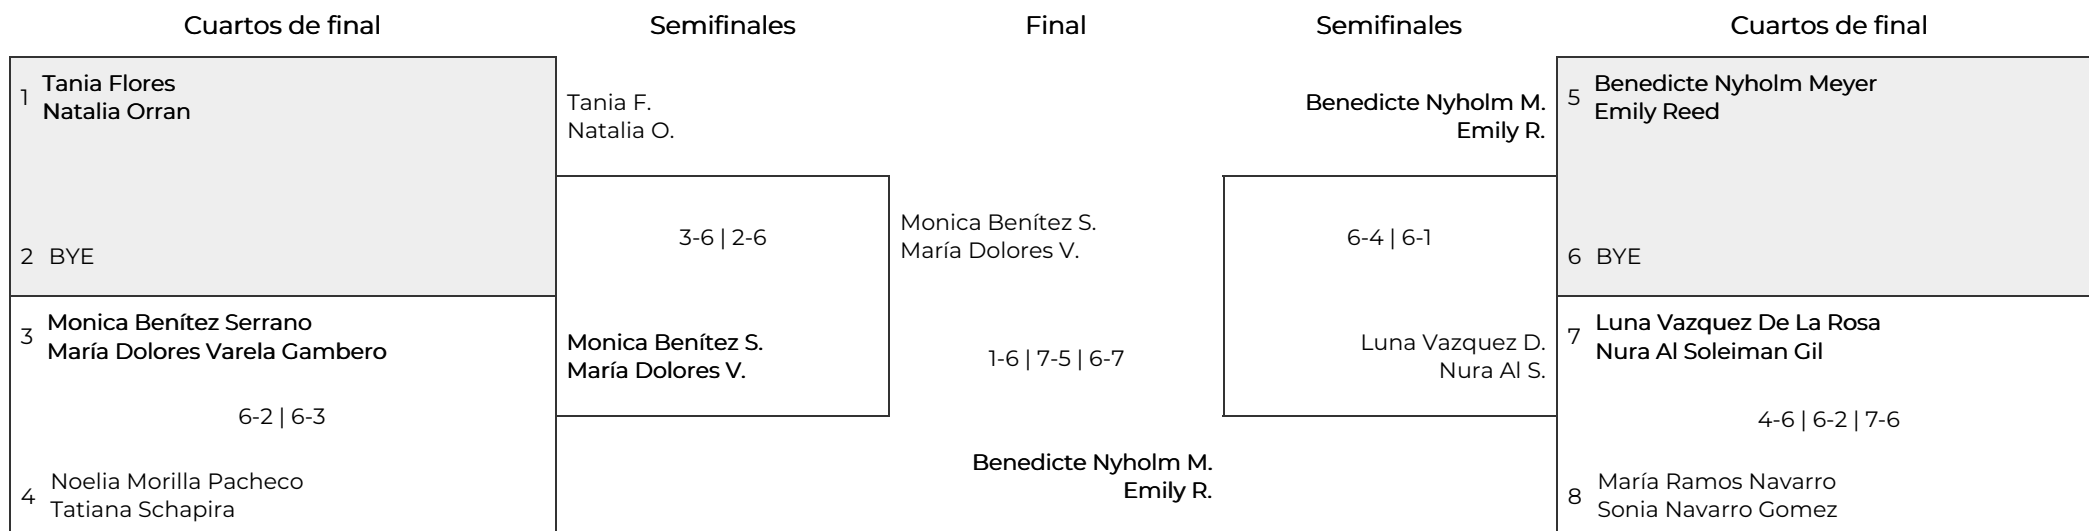 Cuartos de final
Semifinales
Final
Semifinales
Cuartos de final
1
Tania Flores
Natalia Orran
2 BYE
3
Monica Benítez Serrano
María Dolores Varela Gambero
6-2 | 6-3
4
Noelia Morilla Pacheco
Tatiana Schapira
Tania F.
Natalia O.
3-6 | 2-6
Monica Benítez S.
María Dolores V.
Monica Benítez S.
María Dolores V.
1-6 | 7-5 | 6-7
Benedicte Nyholm M.
Emily R.
Benedicte Nyholm M.
Emily R.
6-4 | 6-1
Luna Vazquez D.
Nura Al S.
5
Benedicte Nyholm Meyer
Emily Reed
6 BYE
7
Luna Vazquez De La Rosa
Nura Al Soleiman Gil
4-6 | 6-2 | 7-6
8
María Ramos Navarro
Sonia Navarro Gomez